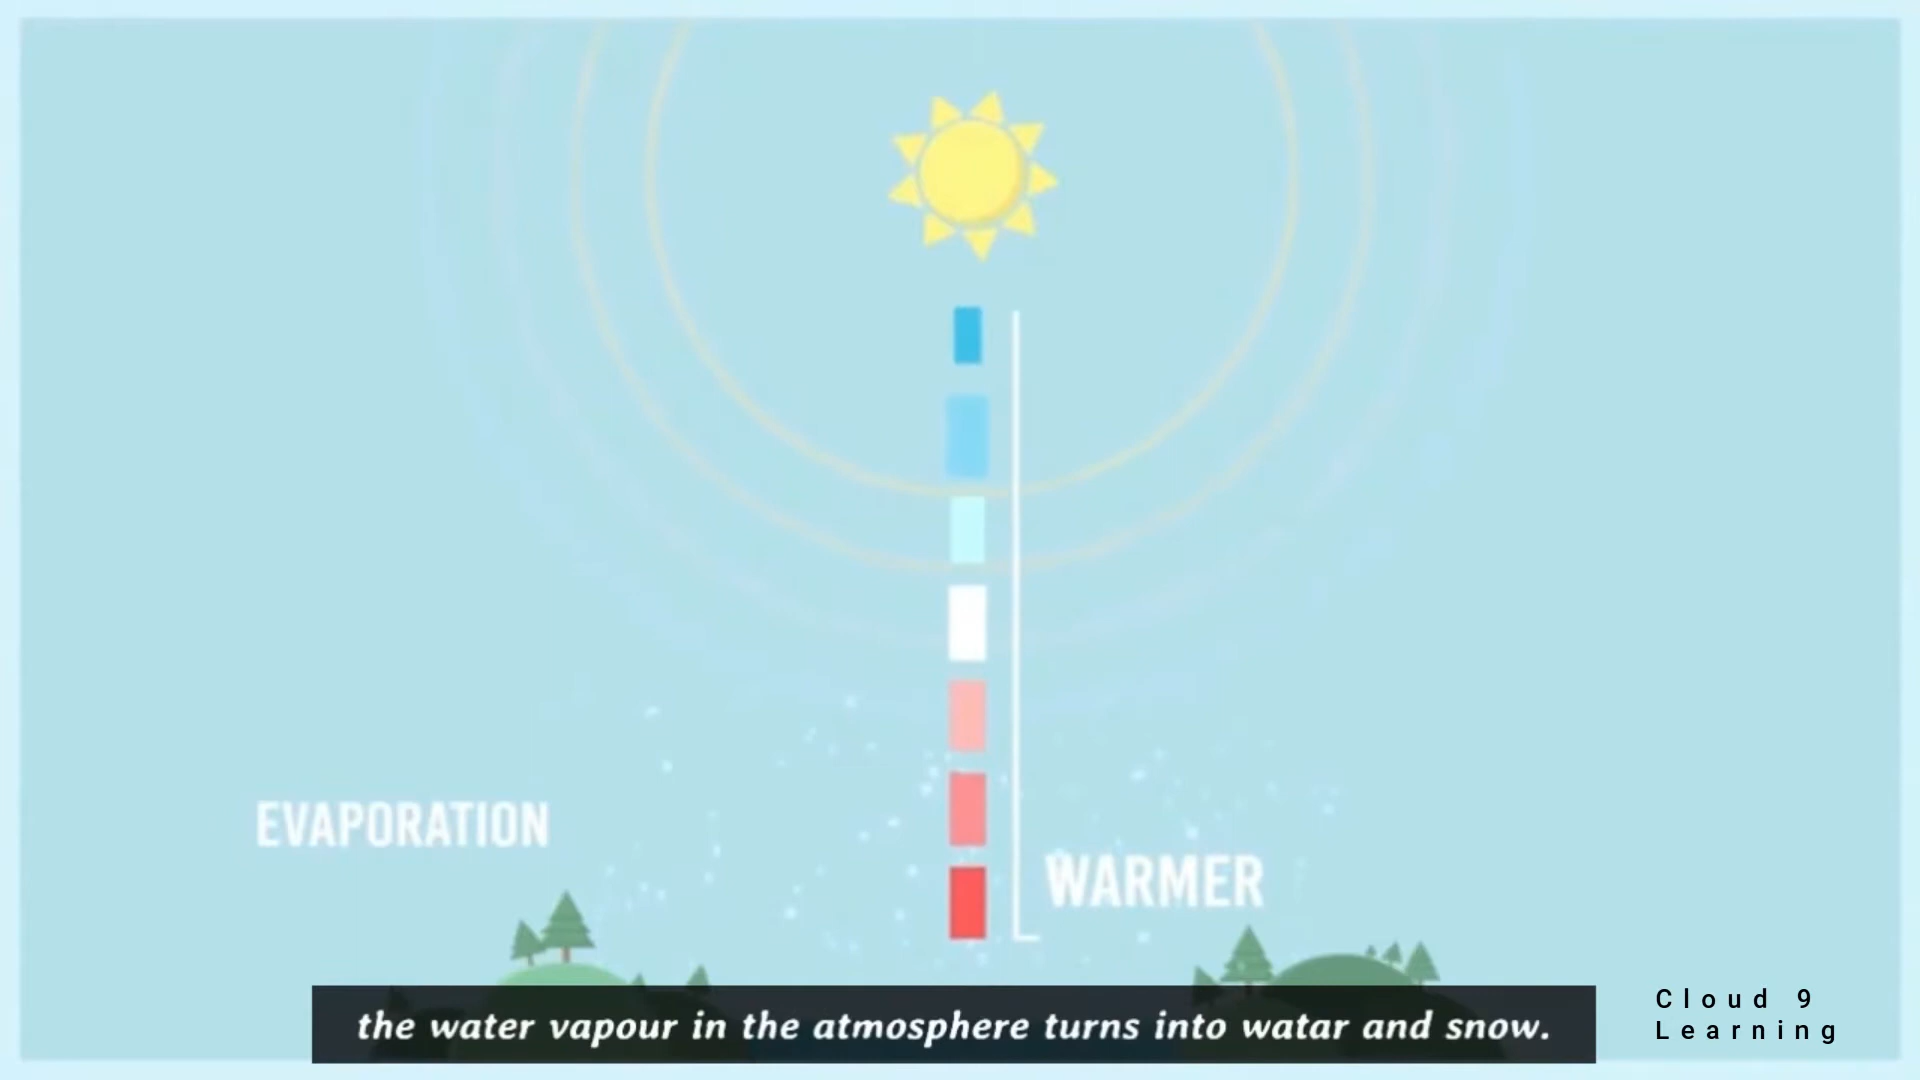 EVAPORATION
WARMER
the water vapour in the atmosphere turns into watar and snow.
Cloud 9
Learning